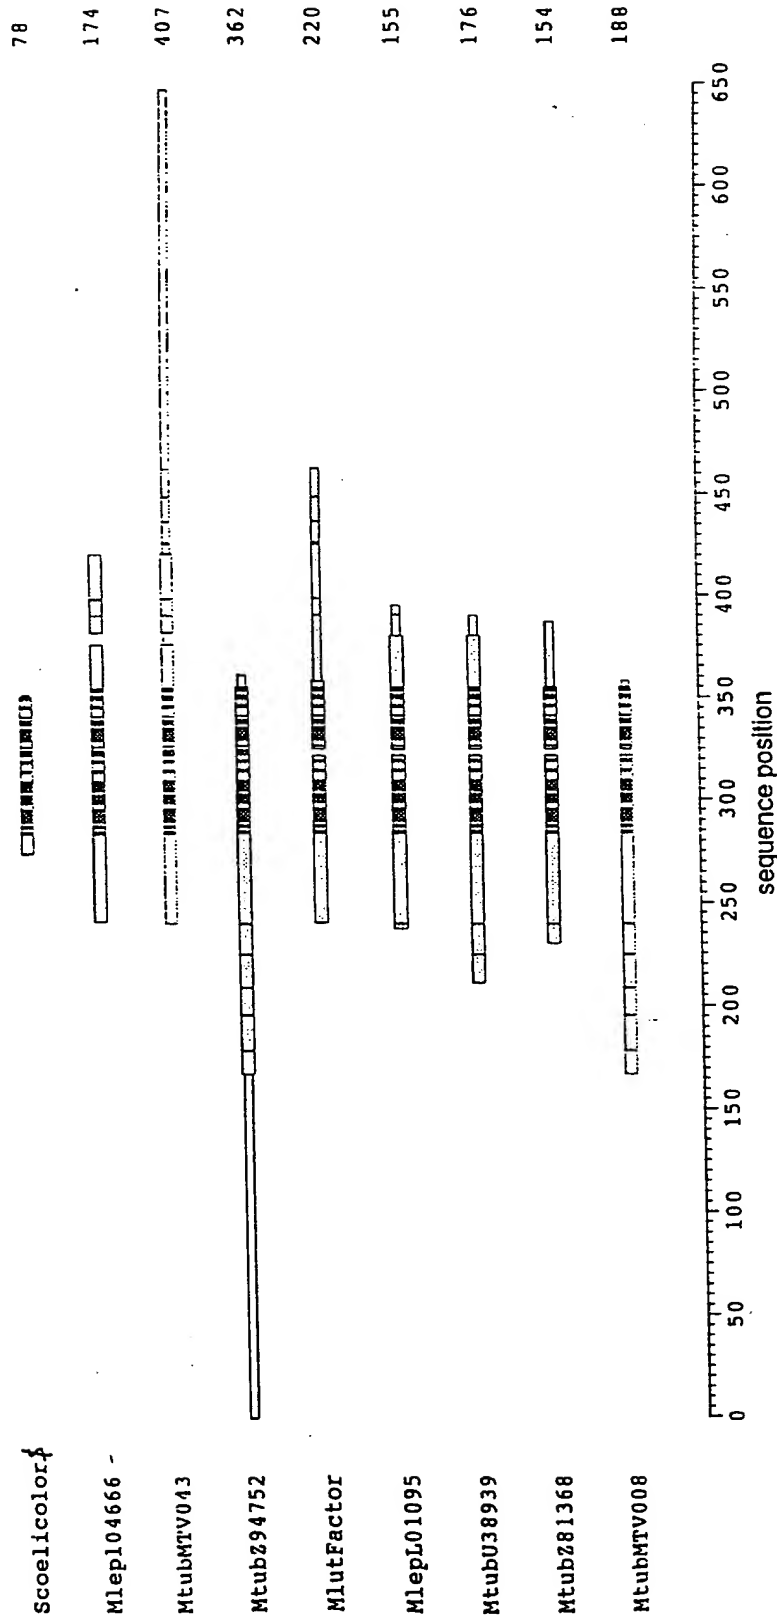 Scoelicolor 78
Mlepl04666 - 174
MtubMTV043 407
MtubZ94752 362
MlutFactor 220
MlepL01095 155
MtubU38939 176
MtubZ81368 154
MtubMTV008 188
0 50 100 150 200 250 300 350 400 450 500 550 600 650
sequence position